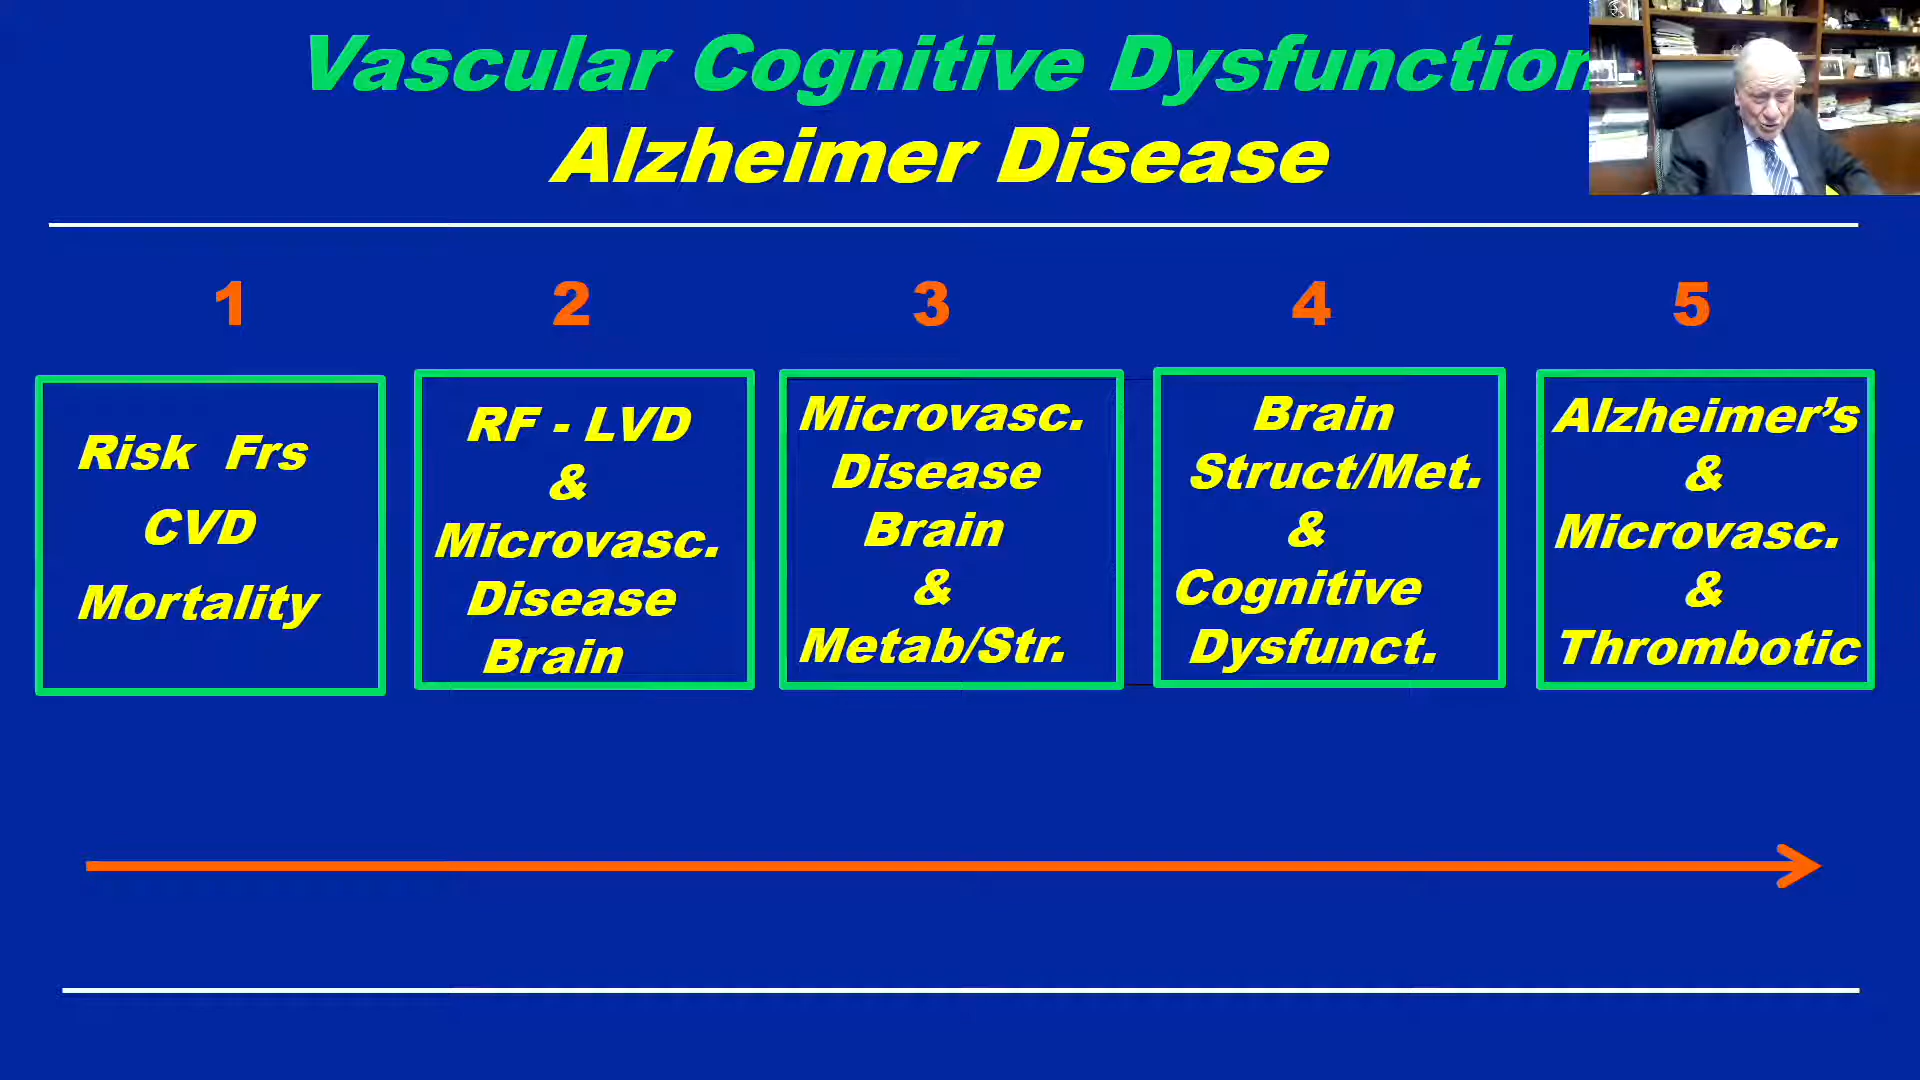 Vascular Cognitive Dysfunction
Alzheimer Disease
1
2
3
4
5
Risk Frs
CVD
Mortality
RF - LVD
&
Microvasc.
Disease
Brain
Microvasc.
Disease
Brain
&
Metab/Str.
Brain
Struct/Met.
&
Cognitive
Dysfunct.
Alzheimer's
&
Microvasc.
&
Thrombotic